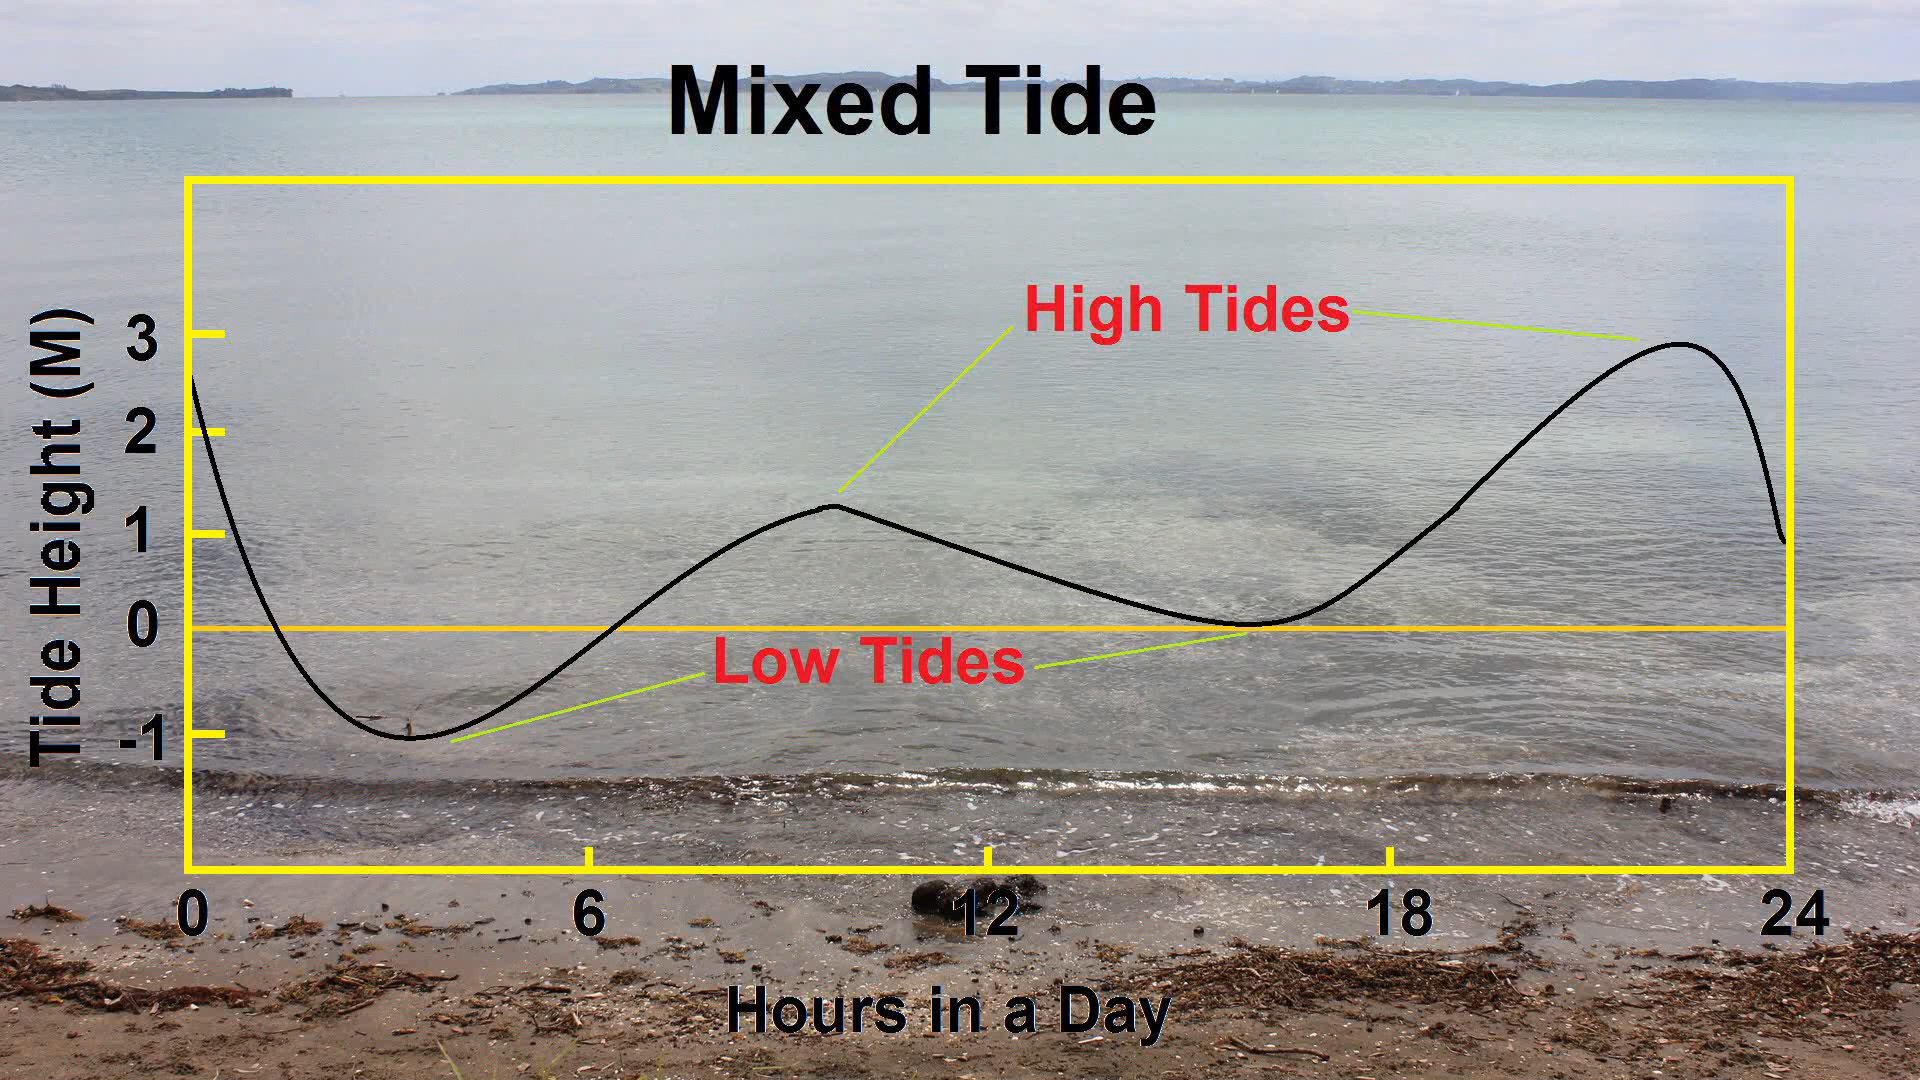 Mixed Tide
Tide Height (M)
3
2
1
0
-1
High Tides
Low Tides
0 6 12 18 24
Hours in a Day